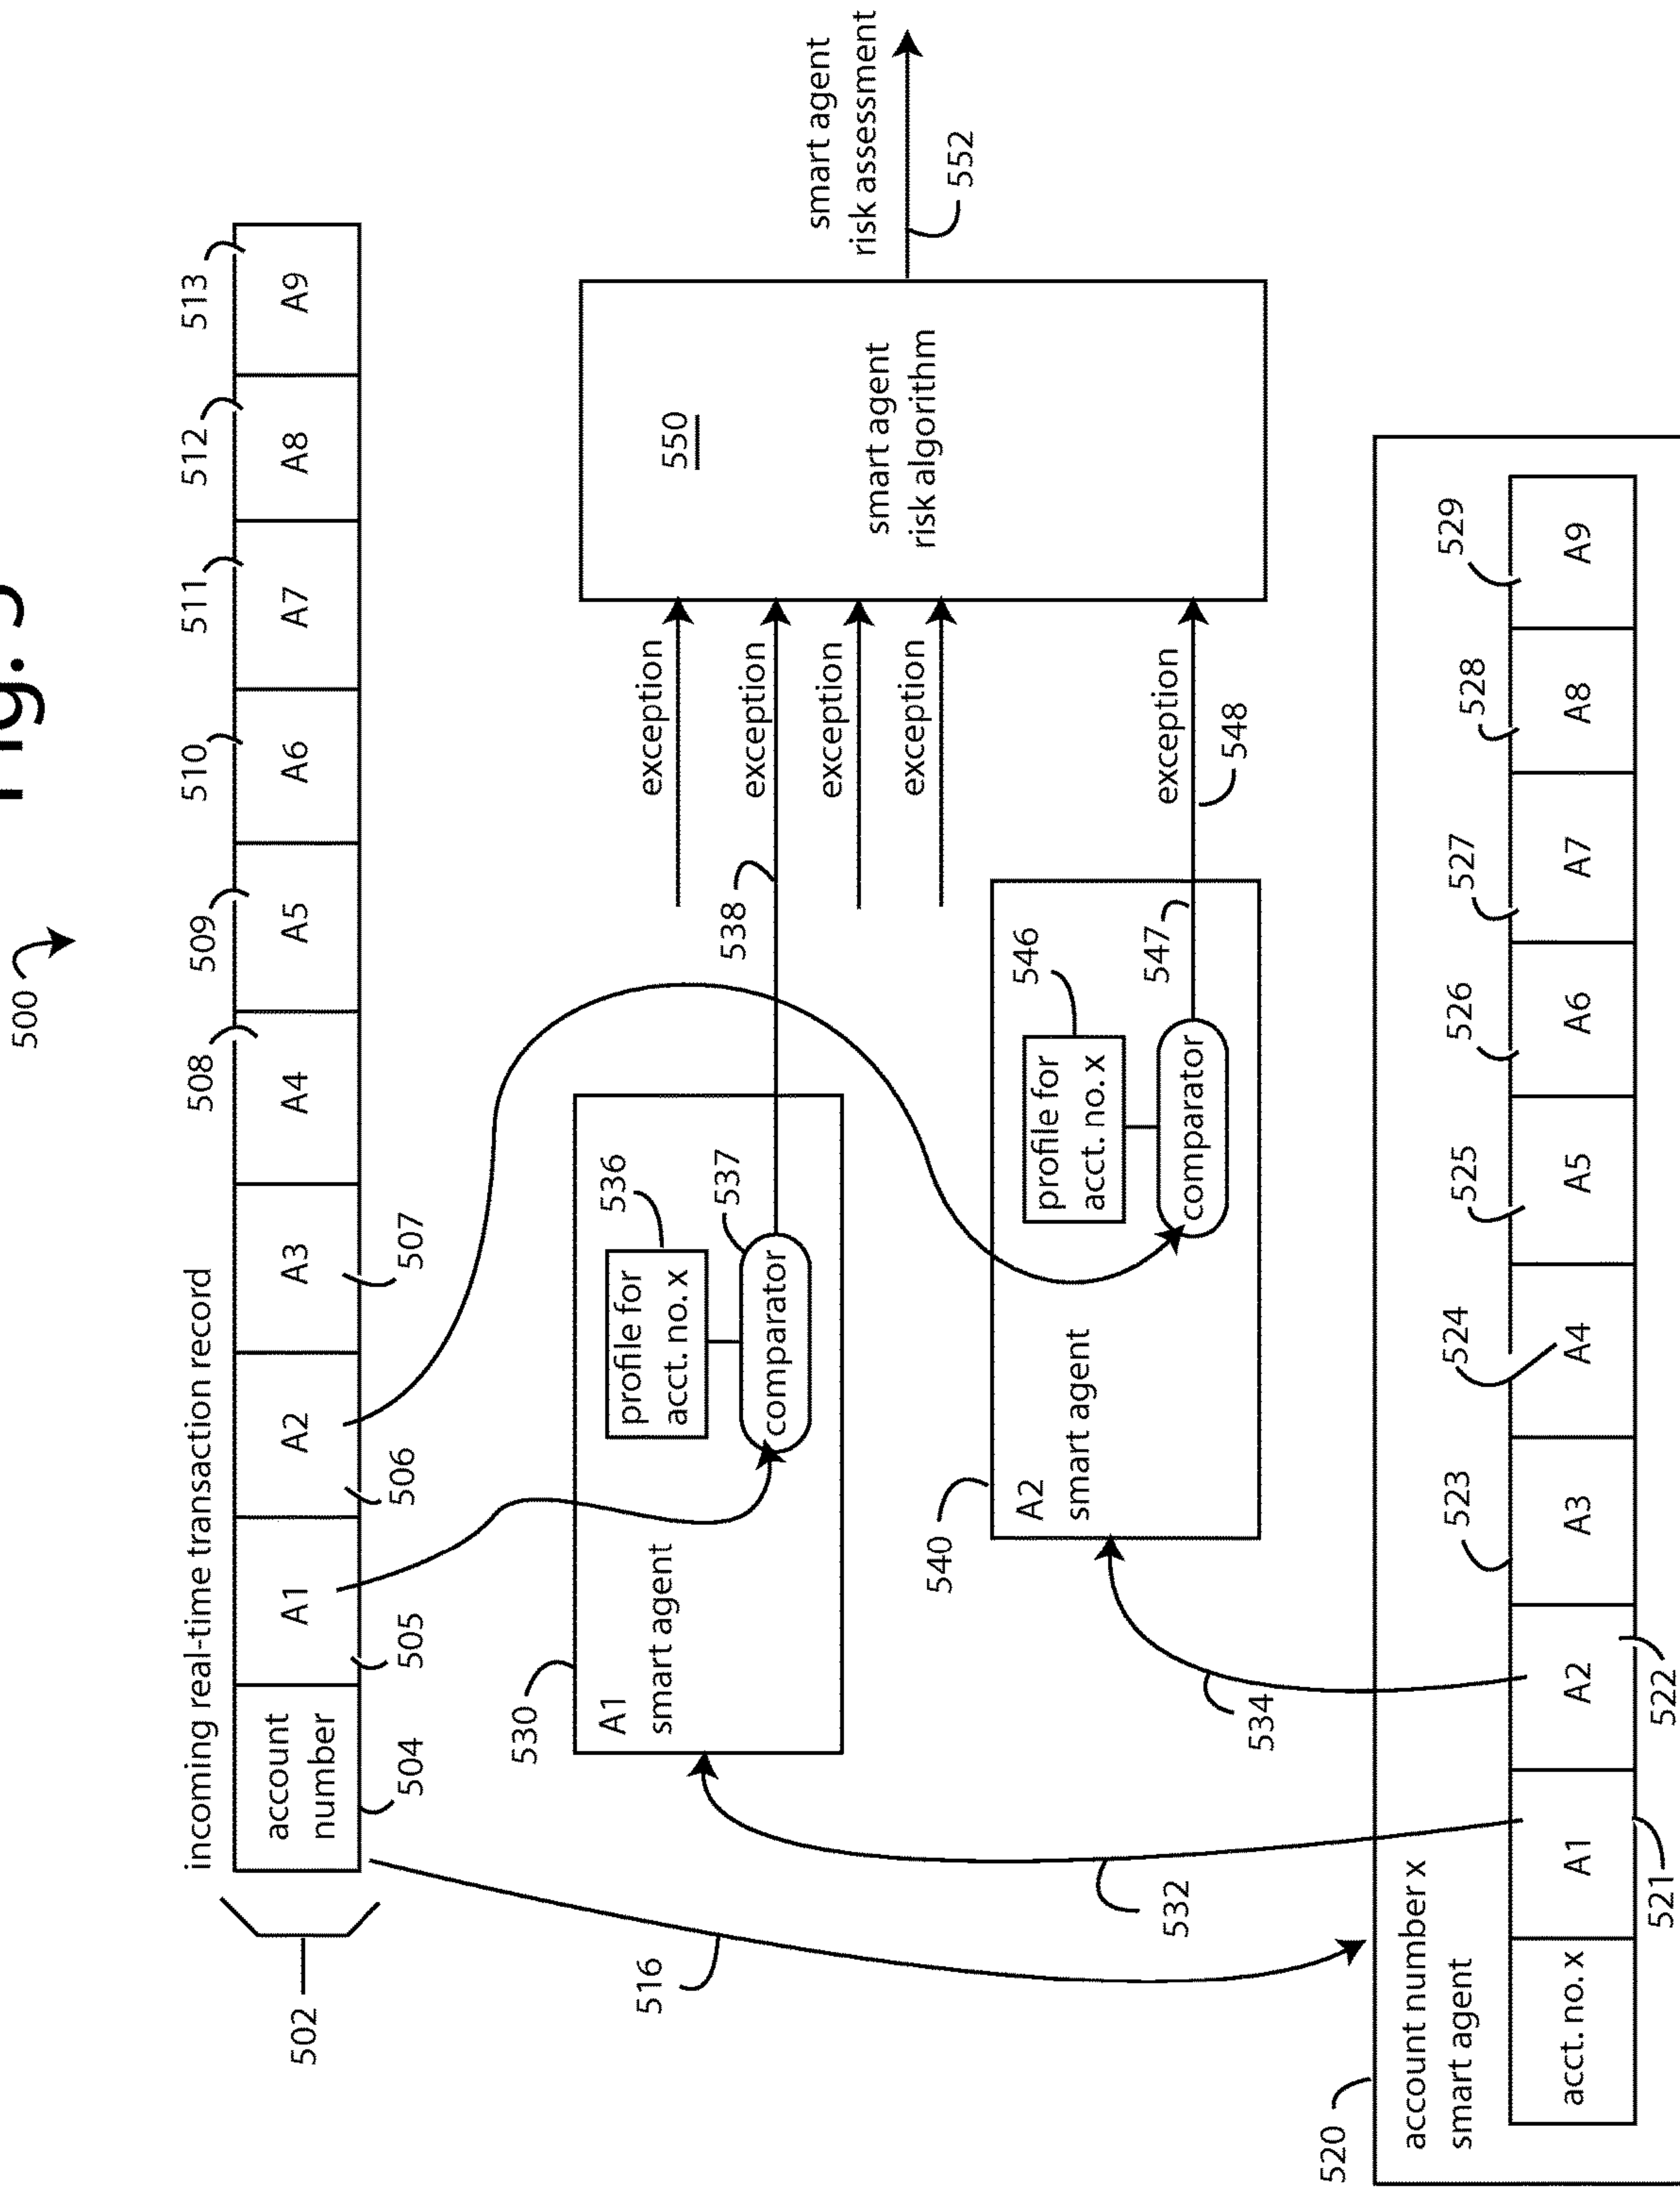 Fig.
500
incoming real-time transaction record
502
account
number
A1
A2
A3
A4
A5
A6
A7
A8
A9
504
505
506
507
508
509
510
511
512
513
516
530
A1
smart agent
profile for
acct. no. x
comparator
536
537
538
532
534
540
A2
smart agent
profile for
acct. no. x
comparator
546
547
548
exception
exception
exception
exception
exception
550
smart agent
risk algorithm
smart agent
risk assessment
552
520
account number x
smart agent
acct. no. x
A1
A2
A3
A4
A5
A6
A7
A8
A9
521
522
523
524
525
526
527
528
529